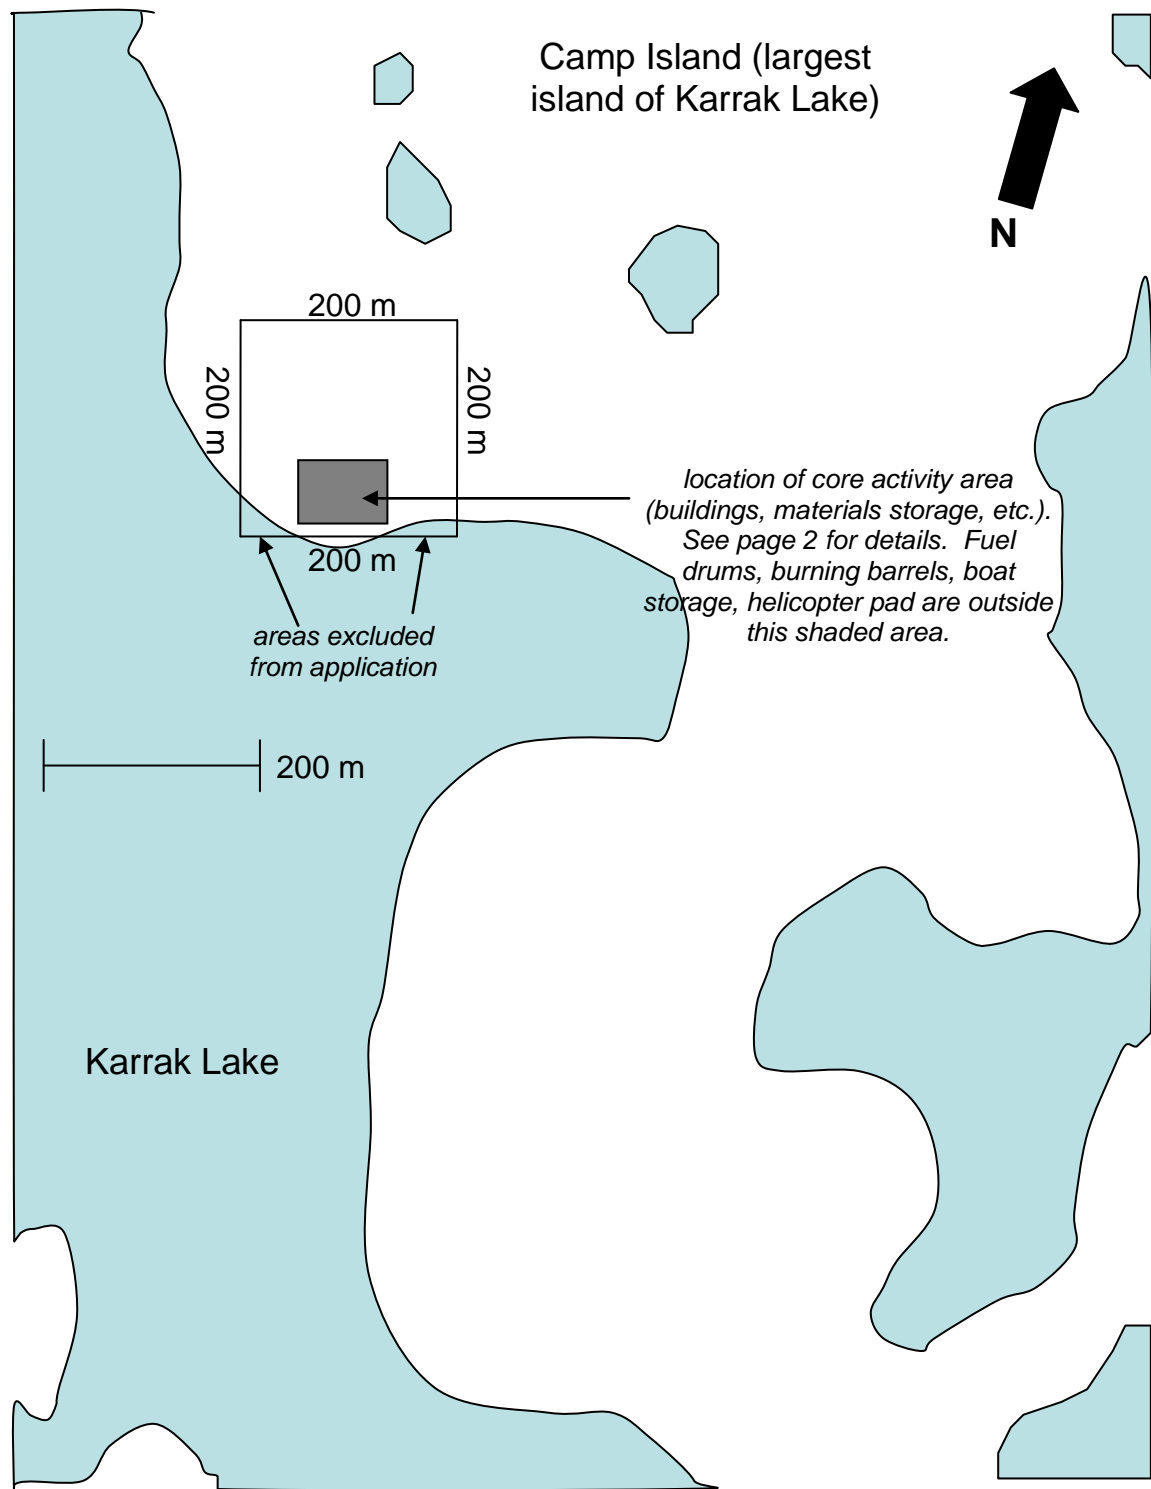 Camp Island (largest
island of Karrak Lake)
N
200 m
200 m
200 m
location of core activity area
(buildings, materials storage, etc.).
See page 2 for details. Fuel
drums, burning barrels, boat
storage, helicopter pad are outside
this shaded area.
200 m
areas excluded
from application
200 m
Karrak Lake